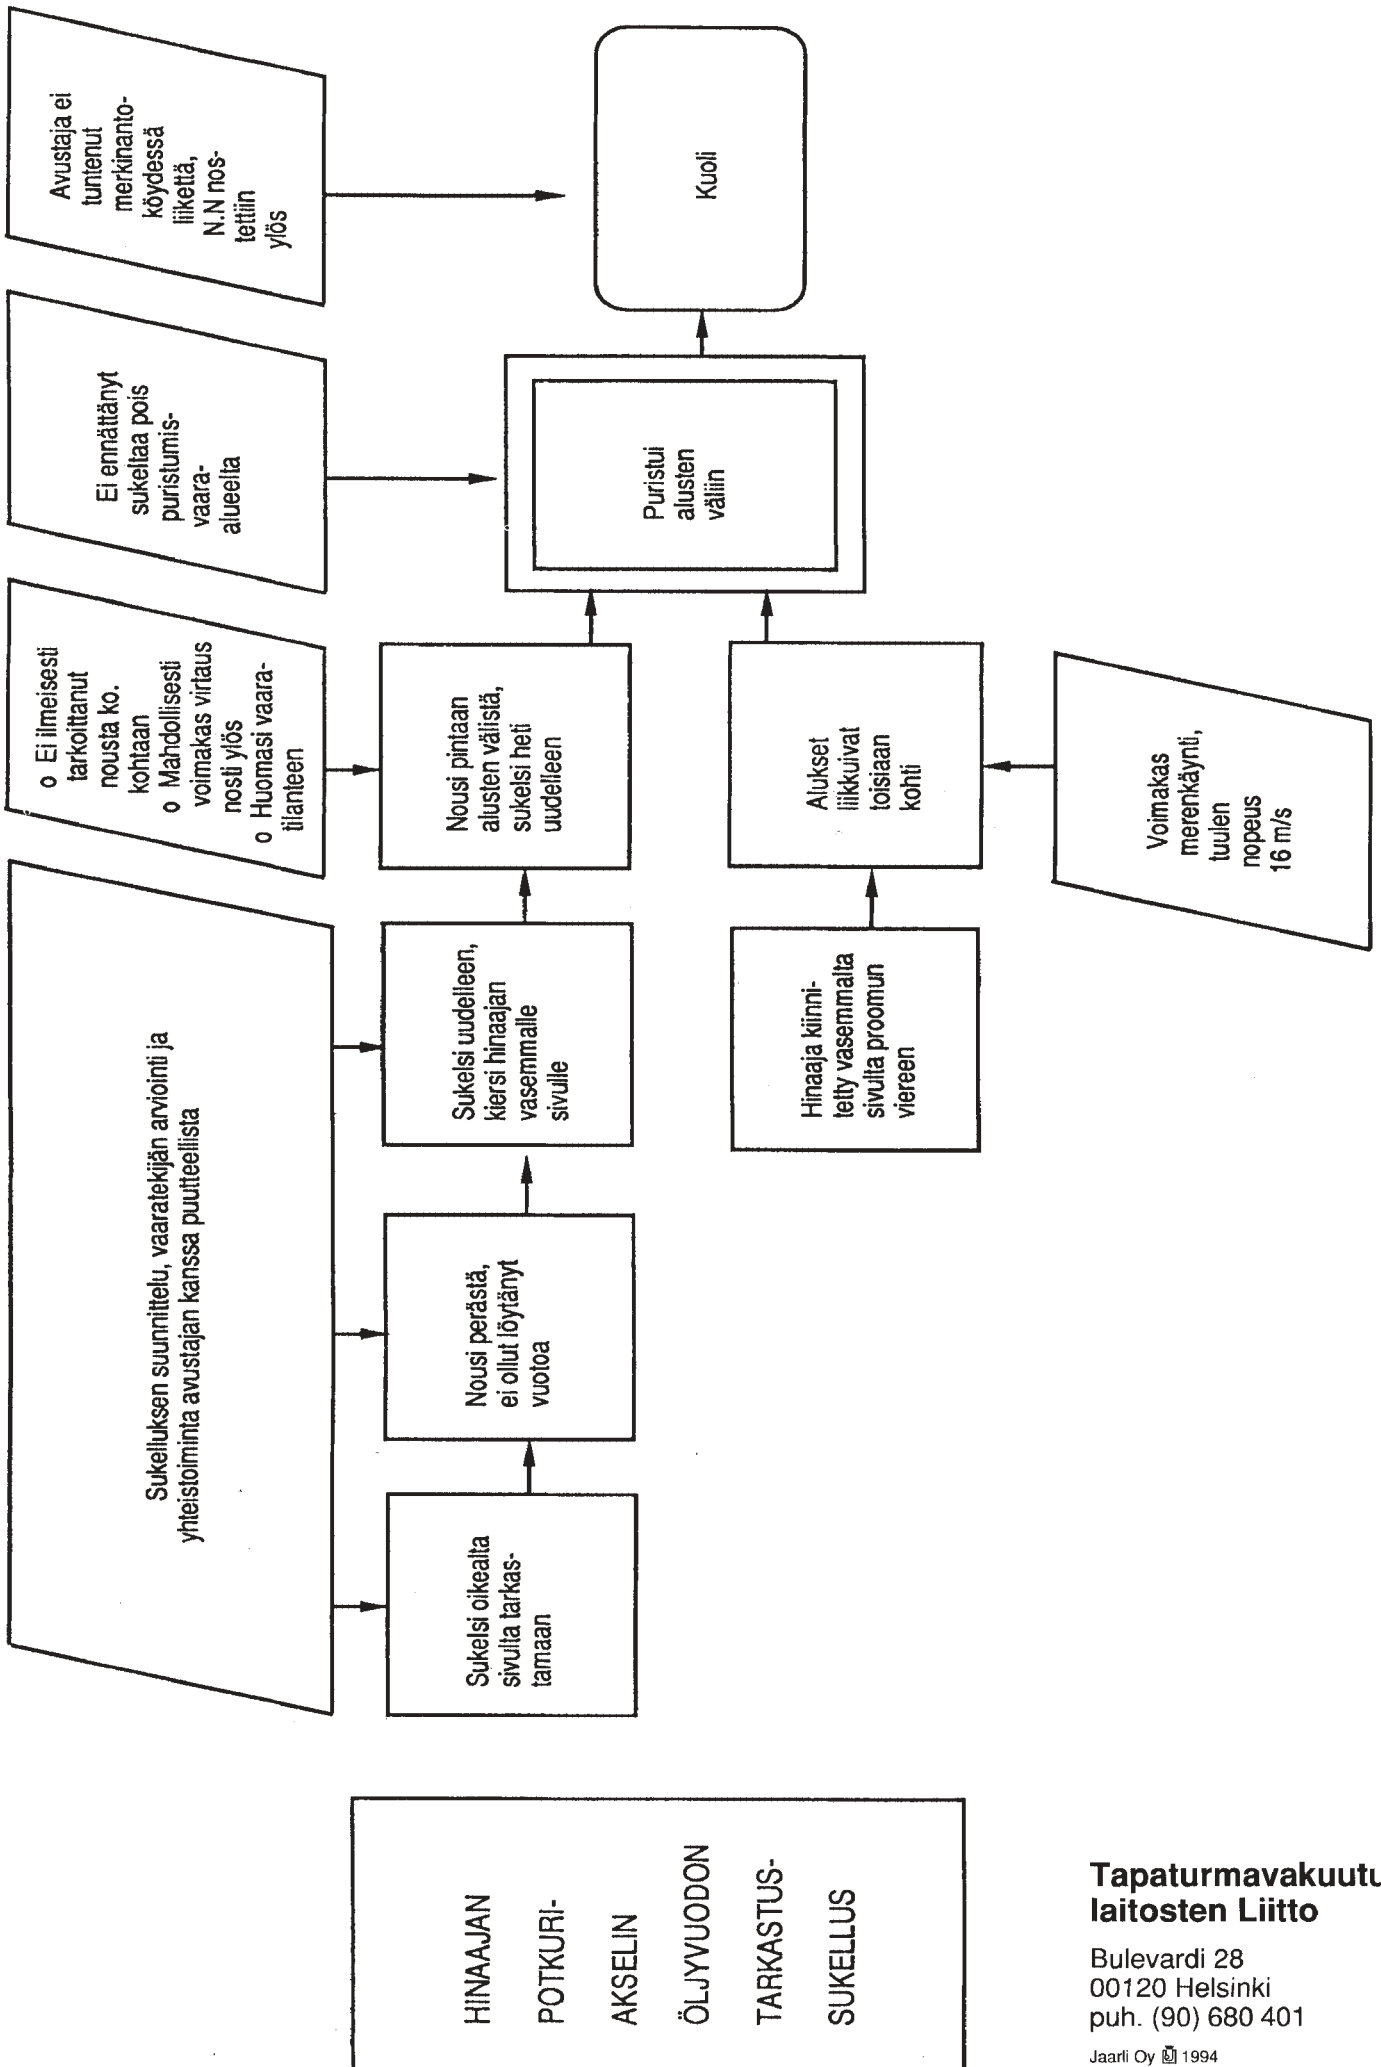 HINAAJAN
POTKURI-
AKSELIN
ÖLJYVUODON
TARKASTUS-
SUKELLUS
Sukelluksen suunnittelu, vaaratekijän arviointi ja
yhteistoiminta avustajan kanssa puutteellista
o Ei ilmeisesti
tarkoittanut
nousta ko.
kohtaan
o Mahdollisesti
voimakas virtaus
nosti ylös
o Huomasi vaara-
tilanteen
Ei ennättänyt
sukeltaa pois
puristumis-
vaara-
alueelta
Avustaja ei
tuntenut
merkinanto-
köydessä
liikettä,
N.N nos-
tettiin
ylös
Sukelsi oikealta
sivulta tarkas-
tamaan
Nousi perästä,
ei ollut löytänyt
vuotoa
Sukelsi uudelleen,
kiersi hinaajan
vasemmalle
sivulle
Nousi pintaan
alusten välistä,
sukelsi heti
uudelleen
Puristui
alusten
väliin
Kuoli
Hinaaja kiinni-
tetty vasemmalta
sivulta proomun
viereen
Alukset
liikkuivat
toisiaan
kohti
Voimakas
merenkäynti,
tuulen
nopeus
16 m/s
Tapaturmavakuutu
laitosten Liitto
Bulevardi 28
00120 Helsinki
puh. (90) 680 401
Jaarli Oy 1994